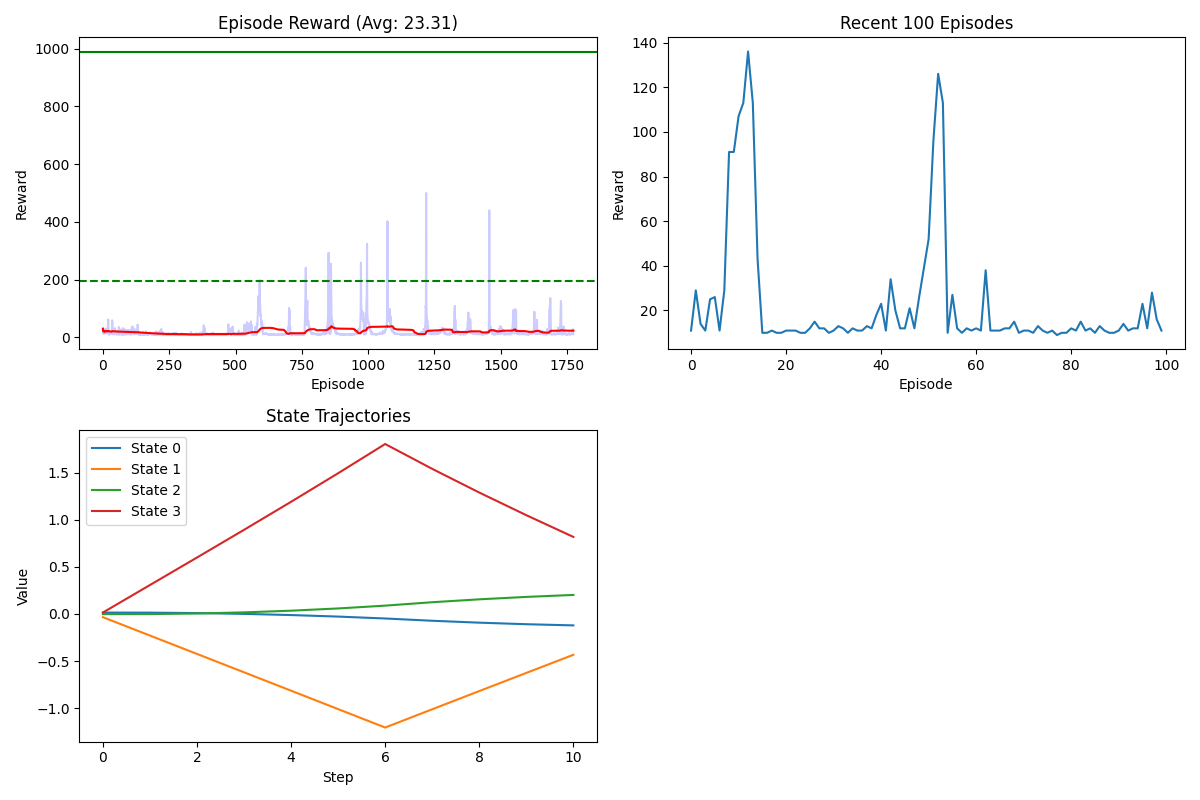 Episode Reward (Avg: 23.31)
Reward
1000
800
600
400
200
0
0 250 500 750 1000 1250 1500 1750
Episode
Recent 100 Episodes
Reward
140
120
100
80
60
40
20
0 20 40 60 80 100
Episode
State Trajectories
Value
1.5
1.0
0.5
0.0
−0.5
−1.0
State 0
State 1
State 2
State 3
0 2 4 6 8 10
Step